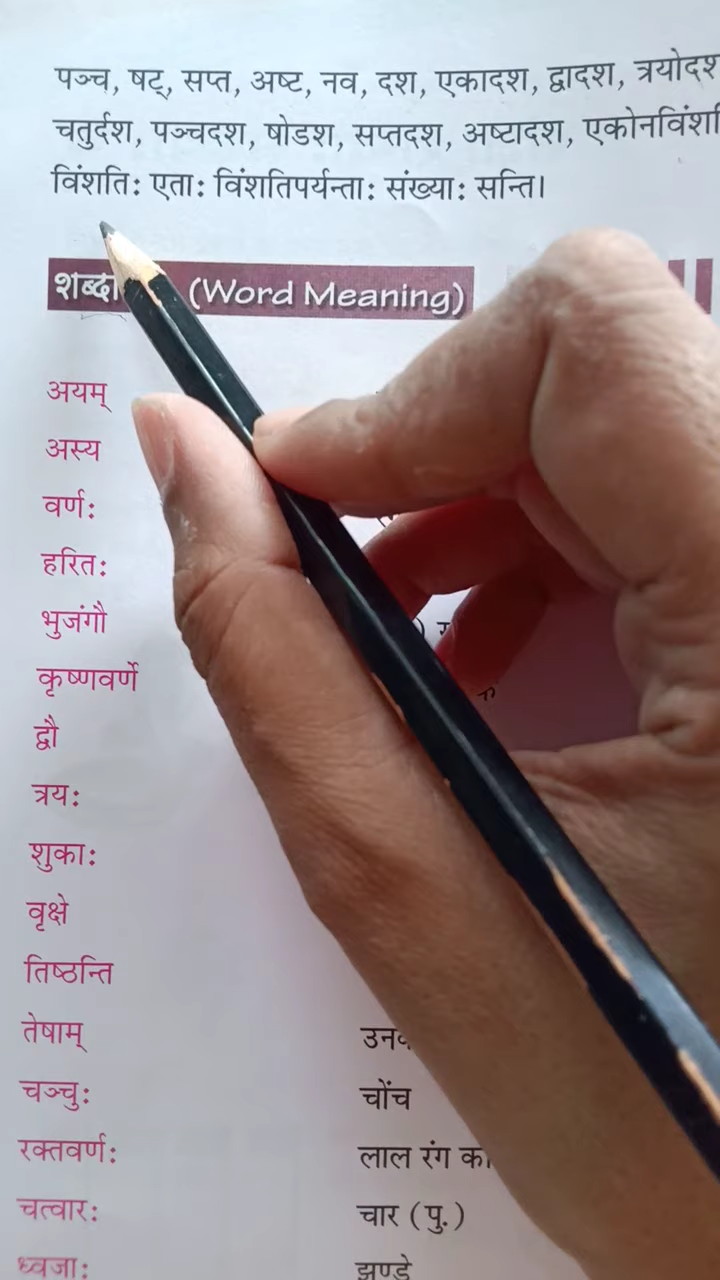 पञ्च, षट्, सप्त, अष्ट, नव, दश, एकादश, द्वादश, त्रयोदश
चतुर्दश, पञ्चदश, षोडश, सप्तदश, अष्टादश,
विंशतिः एताः विंशतिपर्यन्ताः संख्याः सन्ति।
(Word Meaning)
अयम्
अस्य
वर्णः
हरितः
भुजंगौ
कृष्णवर्णे
द्वौ
त्रयः
शुकाः
वृक्षे
तिष्ठन्ति
तेषाम्
चञ्चुः चोंच
रक्तवर्णः लाल रंग का
चत्वारः चार (पु.)
ध्वजाः झण्डे